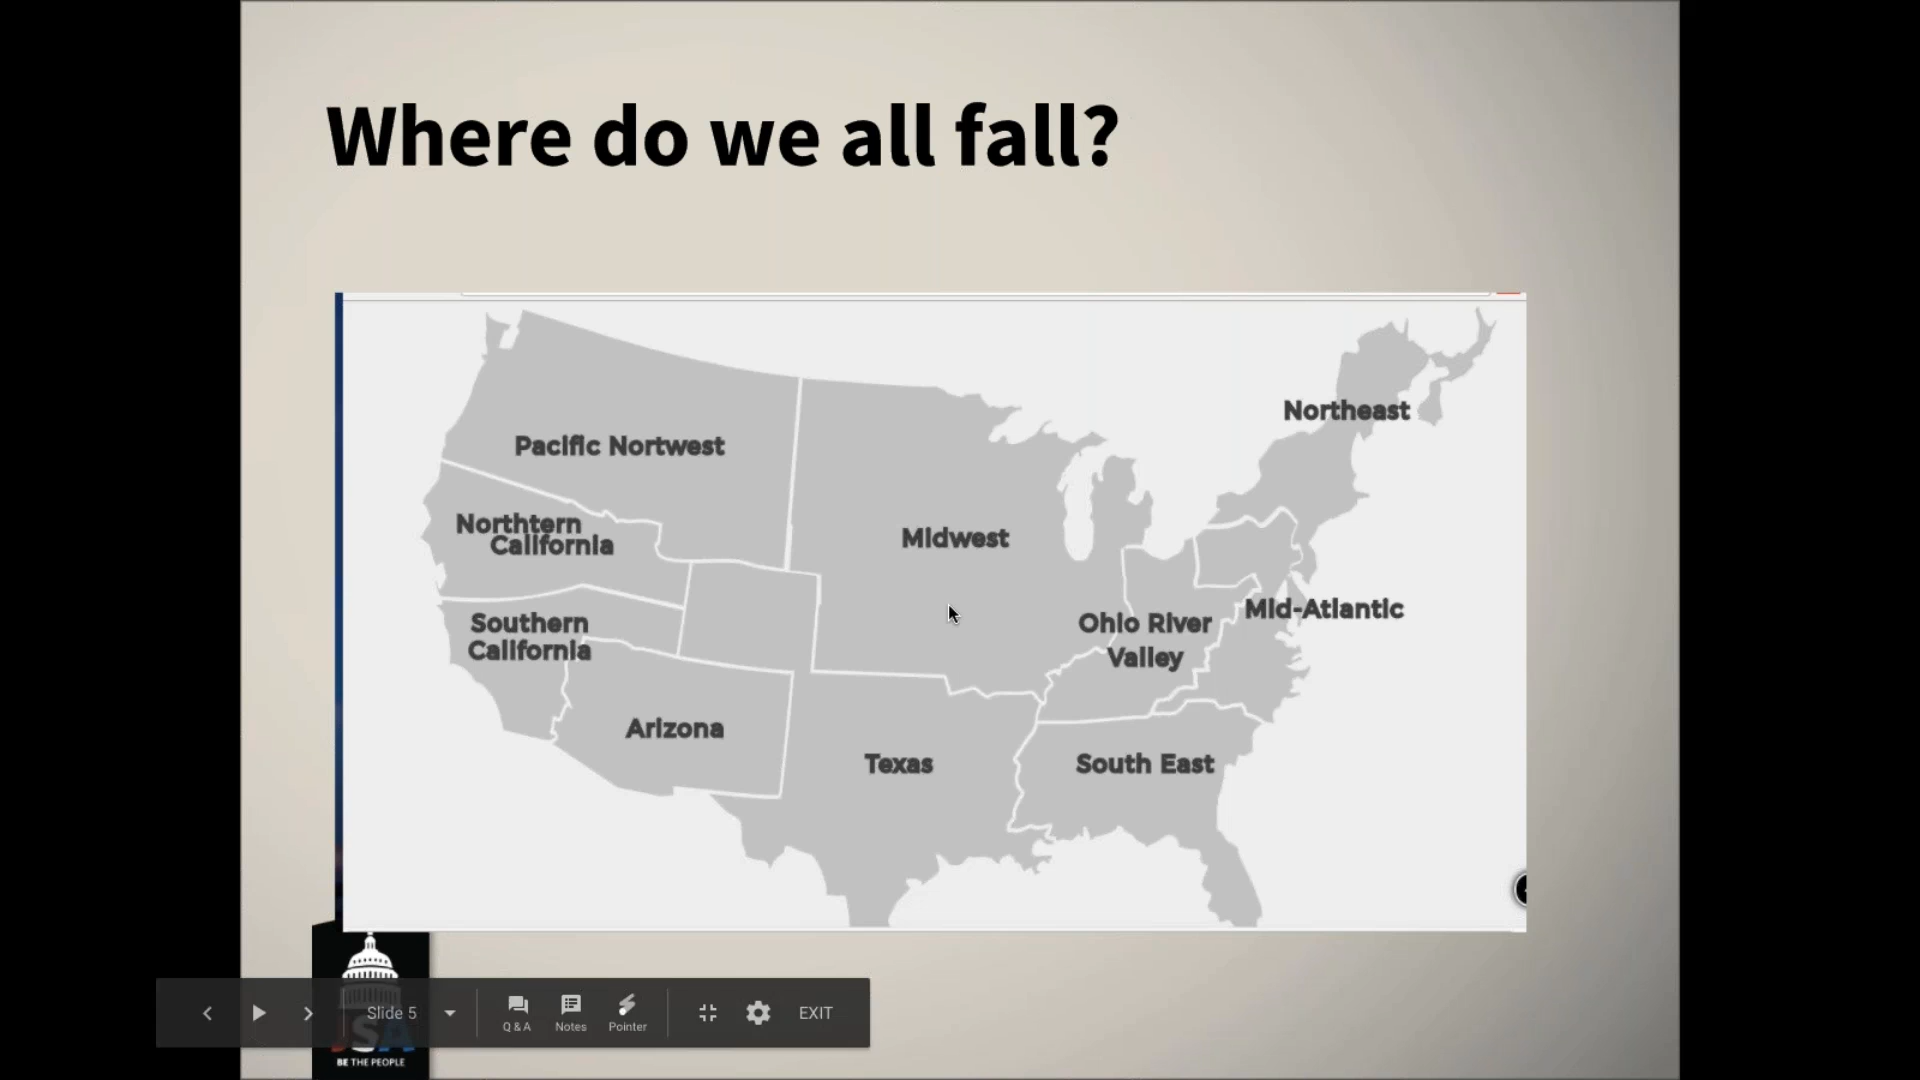 Where do we all fall?
Northeast
Pacific Nortwest
Northtern
California
Midwest
Southern
California
Ohio River
Valley
Mid-Atlantic
Arizona
Texas
South East
Slide 5
Q & A
Notes
Pointer
EXIT
JSA
BE THE PEOPLE